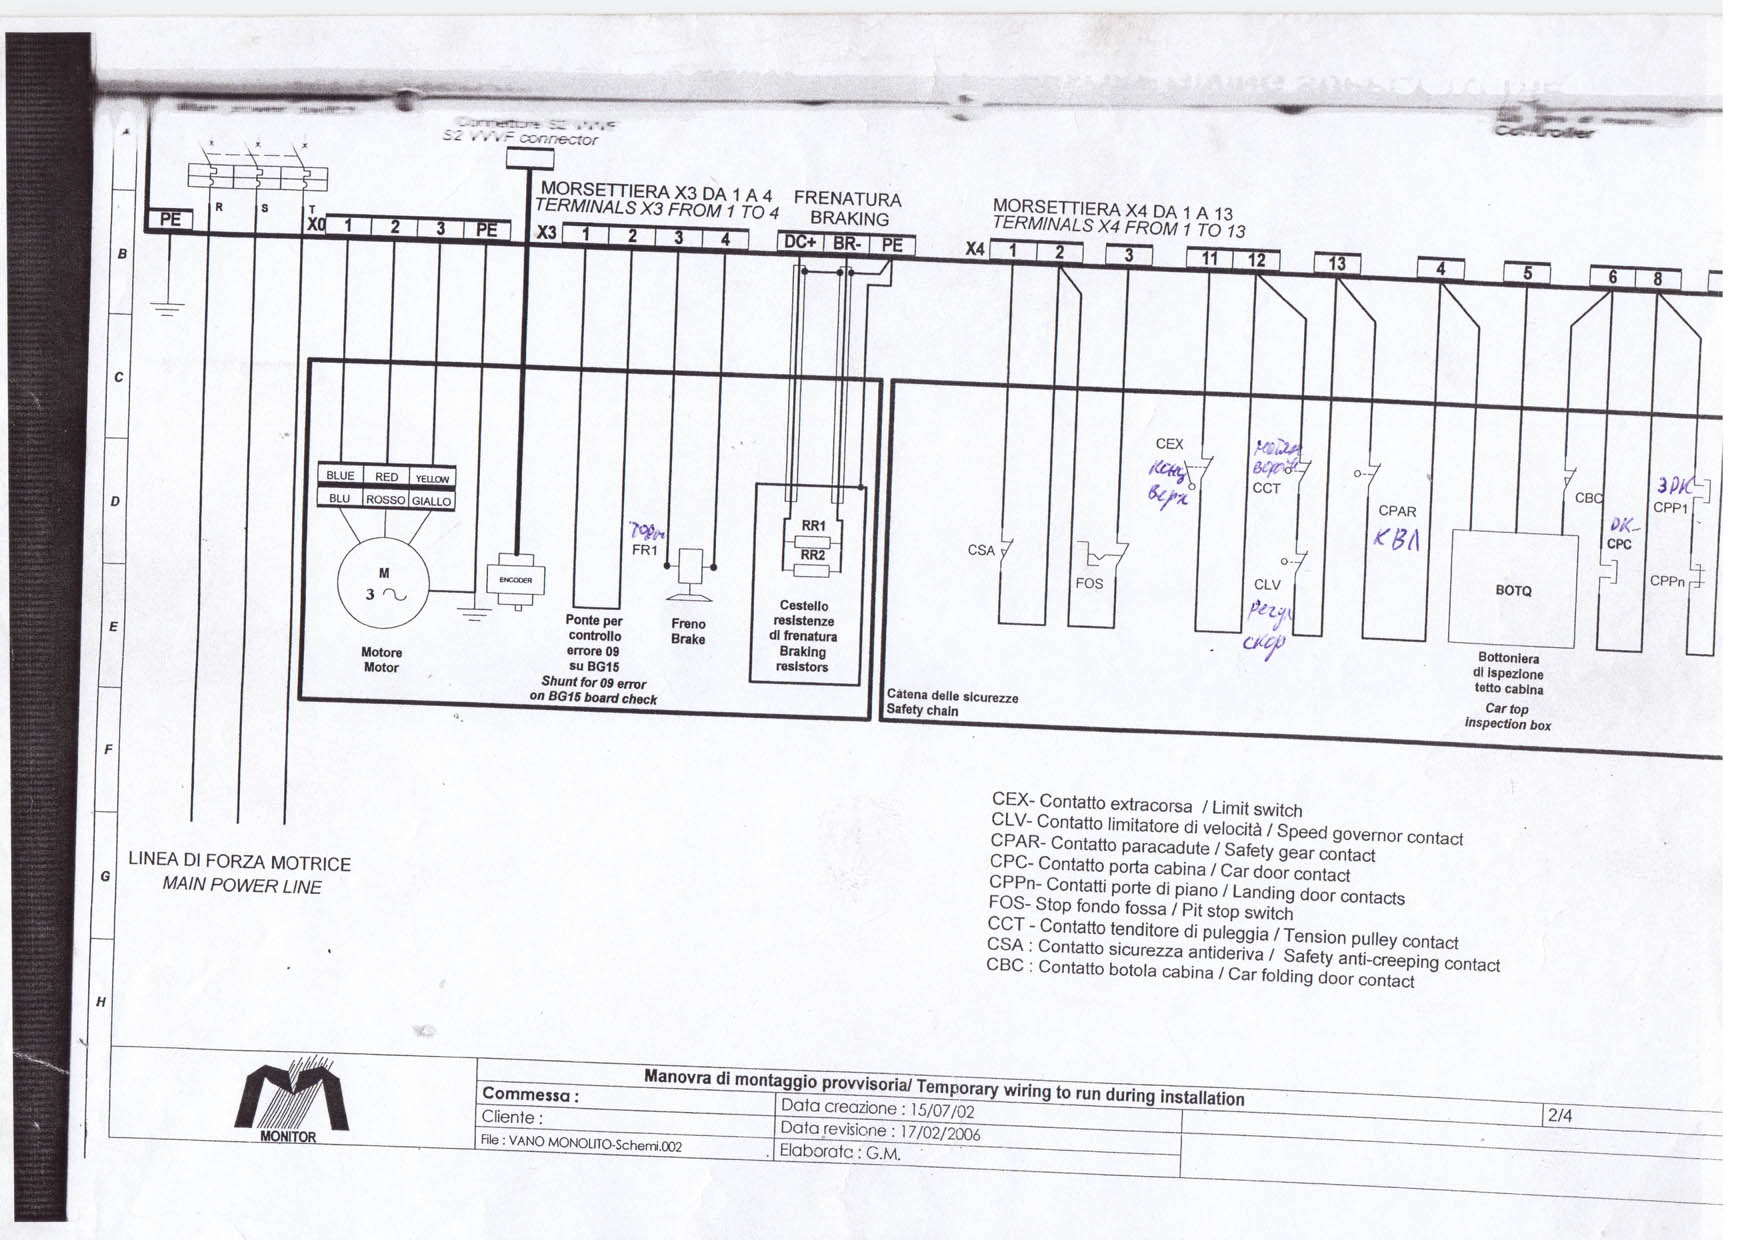 S2 VVVF connector
Controller
MORSETTIERA X3 DA 1 A 4
TERMINALS X3 FROM 1 TO 4
FRENATURA
BRAKING
MORSETTIERA X4 DA 1 A 13
TERMINALS X4 FROM 1 TO 13
A
B
C
D
E
F
G
H
PE
R
S
T
X0 1 2 3 PE
X3 1 2 3 4
DC+ BR- PE
X4 1 2 3 11 12 13 4 5 6 8
BLUE RED YELLOW
BLU ROSSO GIALLO
M
3
Motore
Motor
ENCODER
Ponte per
controllo
errore 09
su BG15
Shunt for 09 error
on BG15 board check
FR1
Freno
Brake
RR1
RR2
Cestello
resistenze
di frenatura
Braking
resistors
Catena delle sicurezze
Safety chain
CSA
FOS
CEX
конц
верх
CCT
CLV
регул
скор
CPAR
КВЛ
BOTQ
Bottoniera
di ispezione
tetto cabina
Car top
inspection box
CBC
ДК
CPC
ЗДК
CPP1
CPPn
CEX- Contatto extracorsa / Limit switch
CLV- Contatto limitatore di velocità / Speed governor contact
CPAR- Contatto paracadute / Safety gear contact
CPC- Contatto porta cabina / Car door contact
CPPn- Contatti porte di piano / Landing door contacts
FOS- Stop fondo fossa / Pit stop switch
CCT - Contatto tenditore di puleggia / Tension pulley contact
CSA : Contatto sicurezza antideriva / Safety anti-creeping contact
CBC : Contatto botola cabina / Car folding door contact
LINEA DI FORZA MOTRICE
MAIN POWER LINE
MONITOR
Manovra di montaggio provvisoria/ Temporary wiring to run during installation
Commessa :
Cliente :
File : VANO MONOLITO-Schemi.002
Data creazione : 15/07/02
Data revisione : 17/02/2006
Elaborata : G.M.
2/4